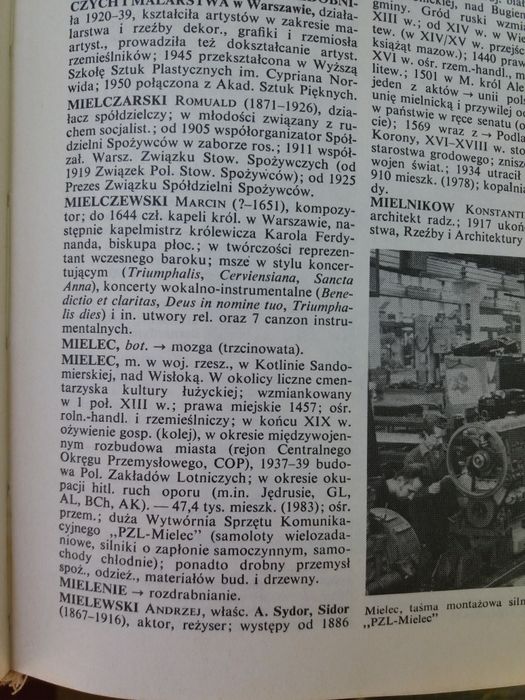 CZYCH I MALARSTWA w Warszawie, działa-
ła 1920–39, kształciła artystów w zakresie ma-
larstwa i rzeźby dekor., grafiki i rzemiosła
artyst., prowadziła też dokształcanie artyst.
rzemieślników; 1945 przekształcona w Wyższą
Szkołę Sztuk Plastycznych im. Cypriana Nor-
wida; 1950 połączona z Akad. Sztuk Pięknych.
MIELCZARSKI ROMUALD (1871–1926), dzia-
łacz spółdzielczy; w młodości związany z ru-
chem socjalist.; od 1905 współorganizator Spół-
dzielni Spożywców w zaborze ros.; 1911 współ-
zał. Warsz. Związku Stow. Spożywczych (od
1919 Związek Pol. Stow. Spożywców); od 1925
Prezes Związku Spółdzielni Spożywców.
MIELCZEWSKI MARCIN (?–1651), kompozy-
tor; do 1644 czł. kapeli król. w Warszawie, na-
stępnie kapelmistrz królewicza Karola Ferdy-
nanda, biskupa płoc.; w twórczości reprezen-
tant wczesnego baroku; msze w stylu koncer-
tującym (Triumphalis, Cerviensiana, Sancta
Anna), koncerty wokalno-instrumentalne (Bene-
dictio et claritas, Deus in nomine tuo, Triumpha-
lis dies) i in. utwory rel. oraz 7 canzon instru-
mentalnych.
MIELEC, bot. → mozga (trzcinowata).
MIELEC, m. w woj. rzesz., w Kotlinie Sando-
mierskiej, nad Wisłoką. W okolicy liczne cmen-
tarzyska kultury łużyckiej; wzmiankowany
w I poł. XIII w.; prawa miejskie 1457; ośr.
roln.-handl. i rzemieślniczy; w końcu XIX w.
ożywienie gosp. (kolej), w okresie międzywojen-
nym rozbudowa miasta (rejon Centralnego
Okręgu Przemysłowego, COP), 1937–39 budo-
wa Pol. Zakładów Lotniczych; w okresie oku-
pacji hitl. ruch oporu (m.in. Jędrusie, GL,
AL, BCh, AK). — 47,4 tys. mieszk. (1983); ośr.
przem.; duża Wytwórnia Sprzętu Komunika-
cyjnego „PZL-Mielec” (samoloty wielozada-
niowe, silniki o zapłonie samoczynnym, samo-
chody chłodnie); ponadto drobny przemysł
spoż., odzież., materiałów bud. i drzewny.
MIELENIE → rozdrabnianie.
MIELEWSKI ANDRZEJ, właśc. A. Sydor, Sidor
(1867–1916), aktor, reżyser; występy od 1886
nad Bugiem
gminy. Gród ruski wzmi
XIII w.; od XIV w. w Wie
litew. (w XIV/XV w. przejśc
książąt mazow.); 1440 praw
XVI w. ośr. rzem.-handl., m
litew.; 1501 w M. król Ale
jeden z aktów → unii pol
unię mielnicką i przywilej od
w państwie w ręce senatu (o
cie); 1569 wraz z → Podla
Korony, XVI–XVIII w. sto
starostwa grodowego; znisz
wojen świat.; 1934 utracił
910 mieszk. (1978); kopalni
dy.
MIELNIKOW KONSTANTI
architekt radz.; 1917 ukoń
stwa, Rzeźby i Architektury
Mielec, taśma montażowa siln
„PZL-Mielec”